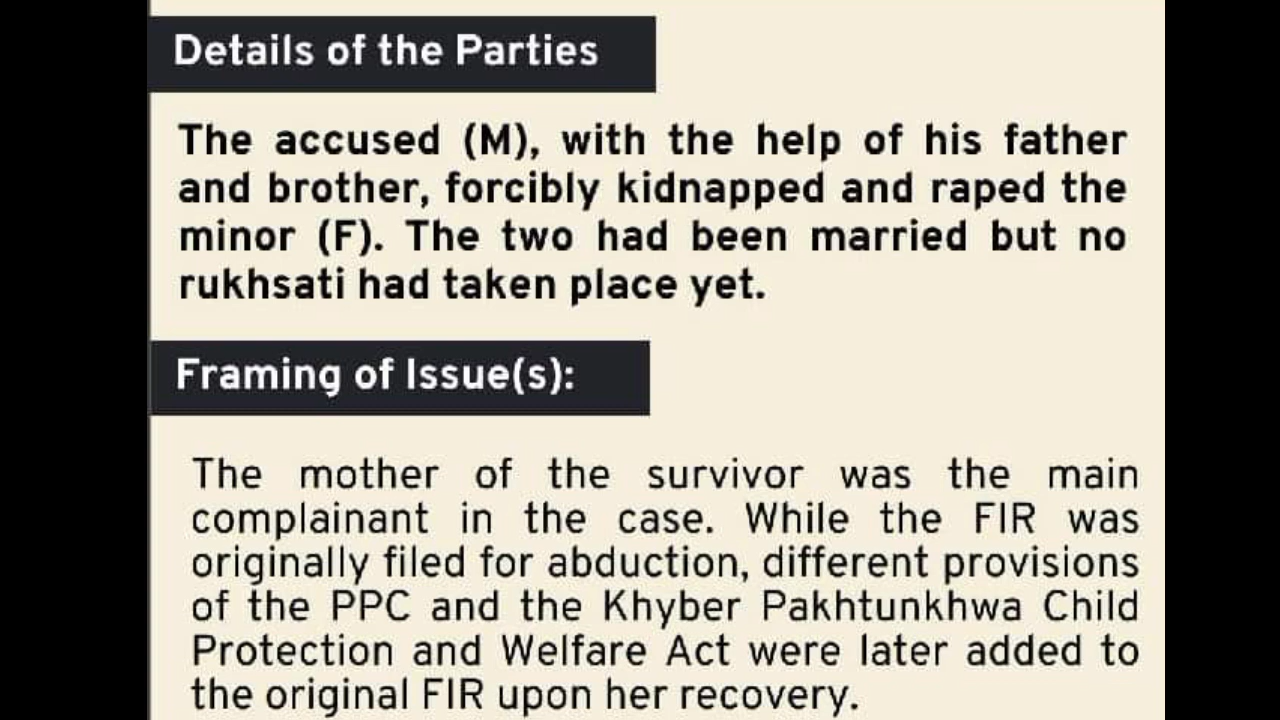 Details of the Parties
The accused (M), with the help of his father
and brother, forcibly kidnapped and raped the
minor (F). The two had been married but no
rukhsati had taken place yet.
Framing of Issue(s):
The mother of the survivor was the main
complainant in the case. While the FIR was
originally filed for abduction, different provisions
of the PPC and the Khyber Pakhtunkhwa Child
Protection and Welfare Act were later added to
the original FIR upon her recovery.